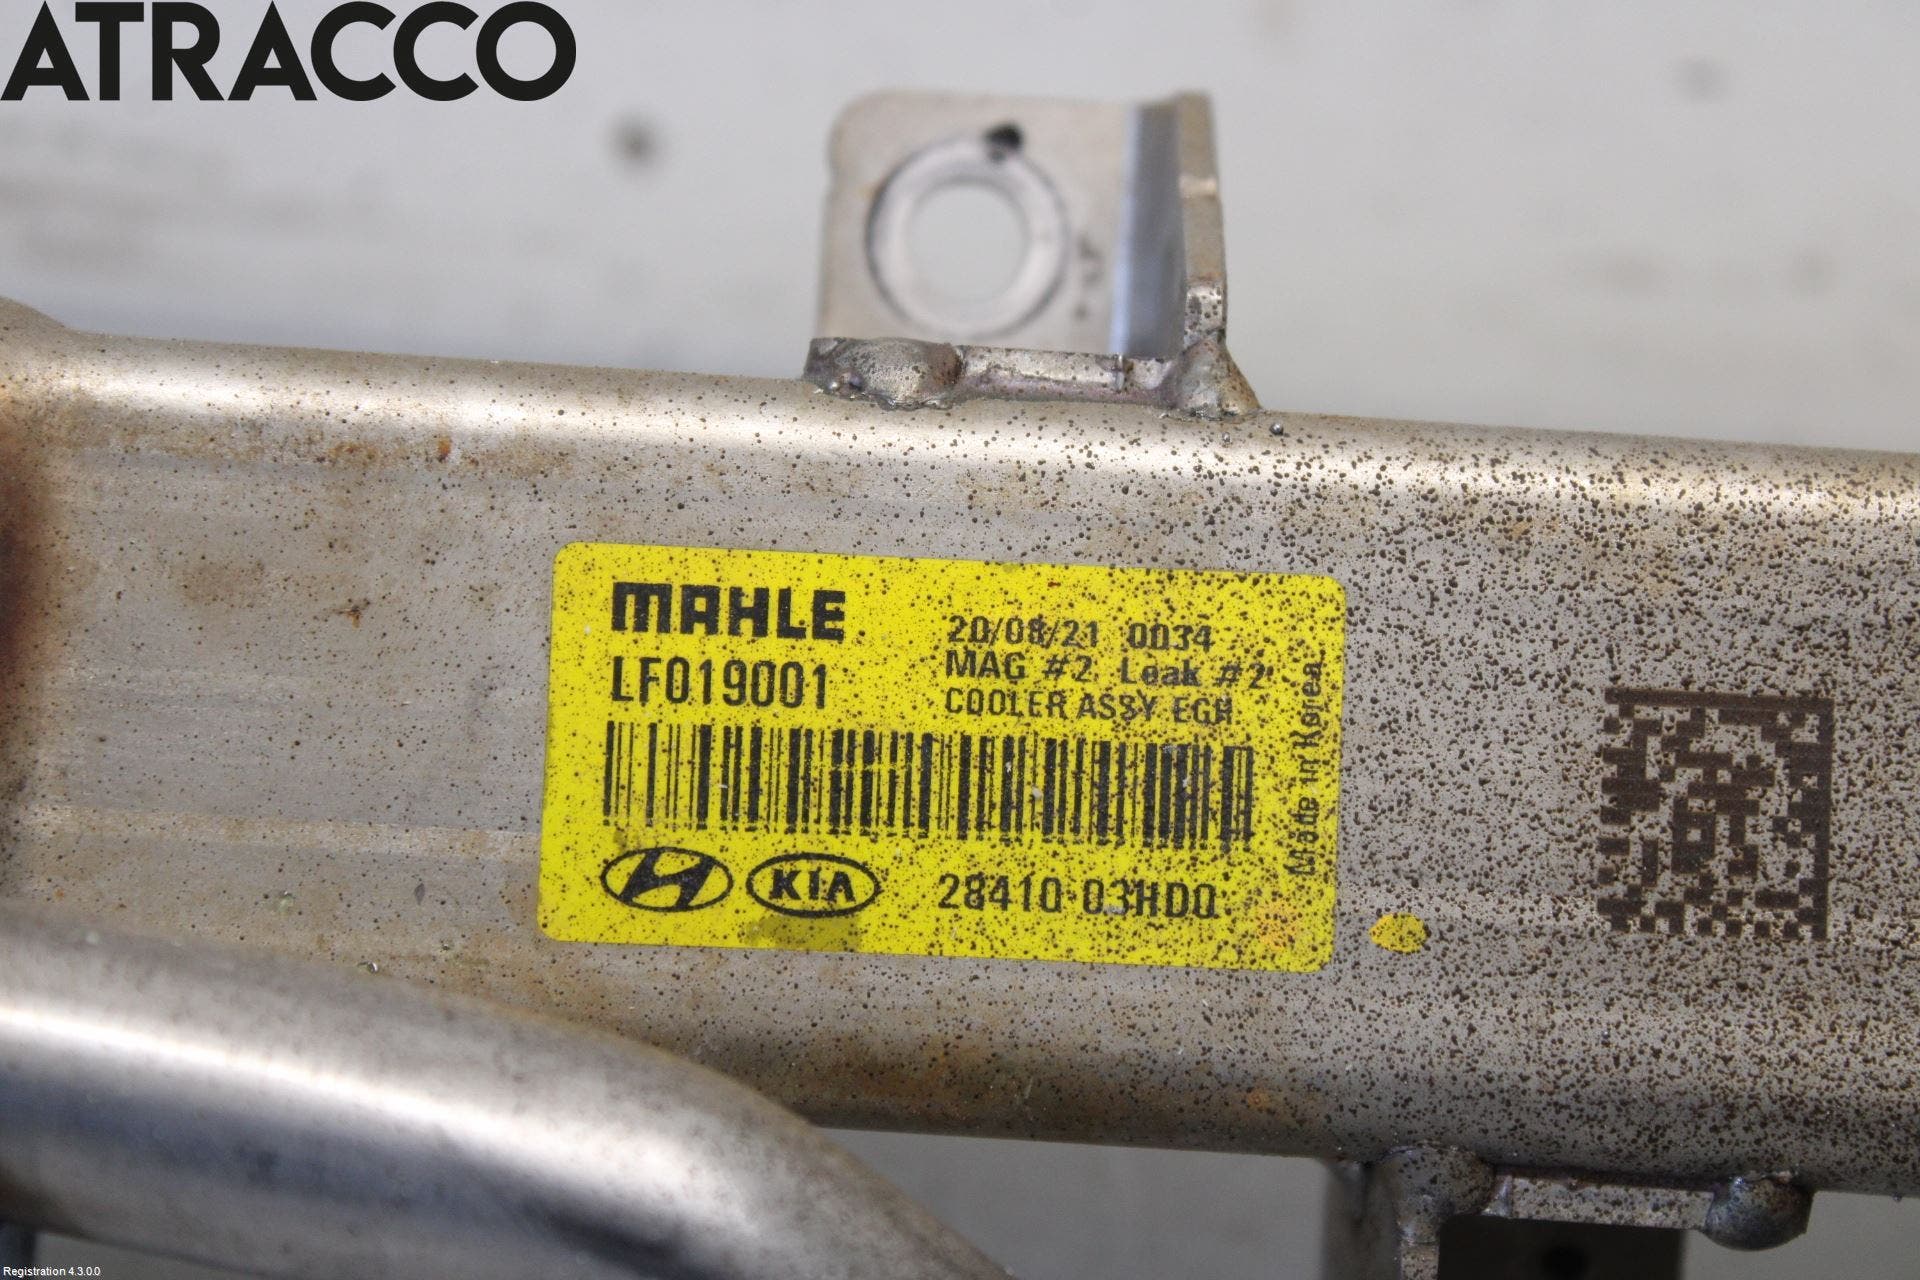 ATRACCO
MAHLE
LF019001
20/08/21 0034
MAG #2 Leak #2
COOLER ASSY EGR
Made in Korea
KIA
28410-03HD0
Registration 4.3.0.0